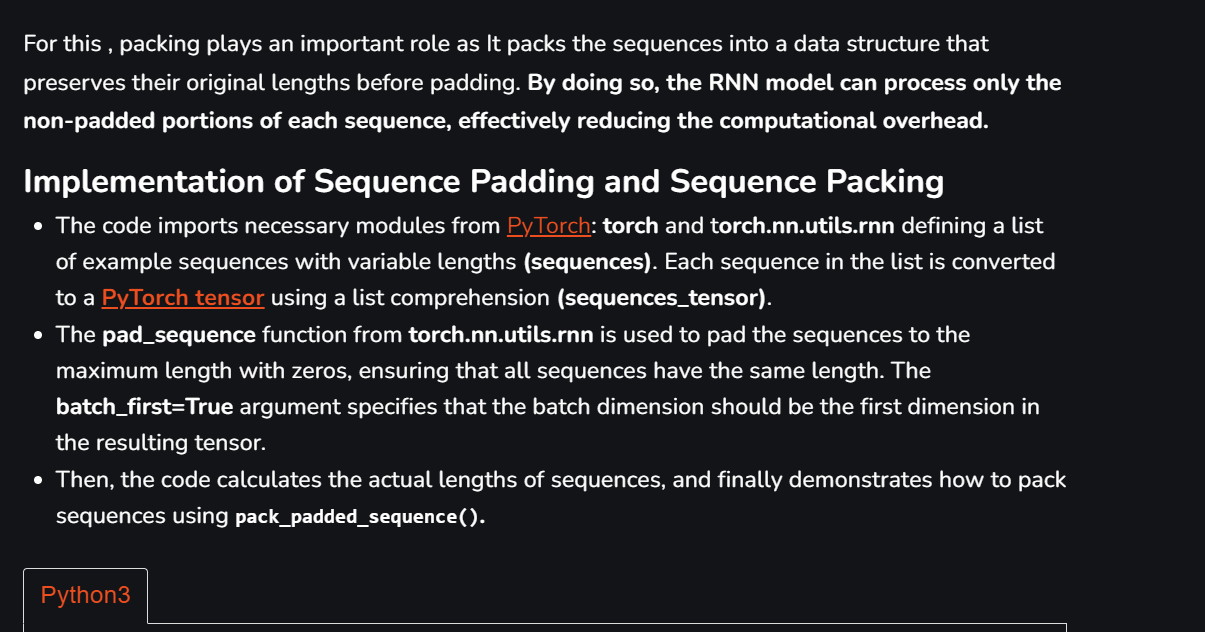 For this , packing plays an important role as It packs the sequences into a data structure that
preserves their original lengths before padding. By doing so, the RNN model can process only the
non-padded portions of each sequence, effectively reducing the computational overhead.
Implementation of Sequence Padding and Sequence Packing
• The code imports necessary modules from PyTorch: torch and torch.nn.utils.rnn defining a list
of example sequences with variable lengths (sequences). Each sequence in the list is converted
to a PyTorch tensor using a list comprehension (sequences_tensor).
• The pad_sequence function from torch.nn.utils.rnn is used to pad the sequences to the
maximum length with zeros, ensuring that all sequences have the same length. The
batch_first=True argument specifies that the batch dimension should be the first dimension in
the resulting tensor.
• Then, the code calculates the actual lengths of sequences, and finally demonstrates how to pack
sequences using pack_padded_sequence().
Python3